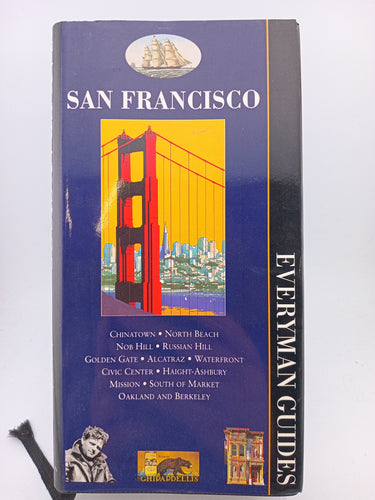 SAN FRANCISCO
CHINATOWN • NORTH BEACH
NOB HILL • RUSSIAN HILL
GOLDEN GATE • ALCATRAZ • WATERFRONT
CIVIC CENTER • HAIGHT-ASHBURY
MISSION • SOUTH OF MARKET
OAKLAND AND BERKELEY
EVERYMAN GUIDES
GHIRARDELLI'S